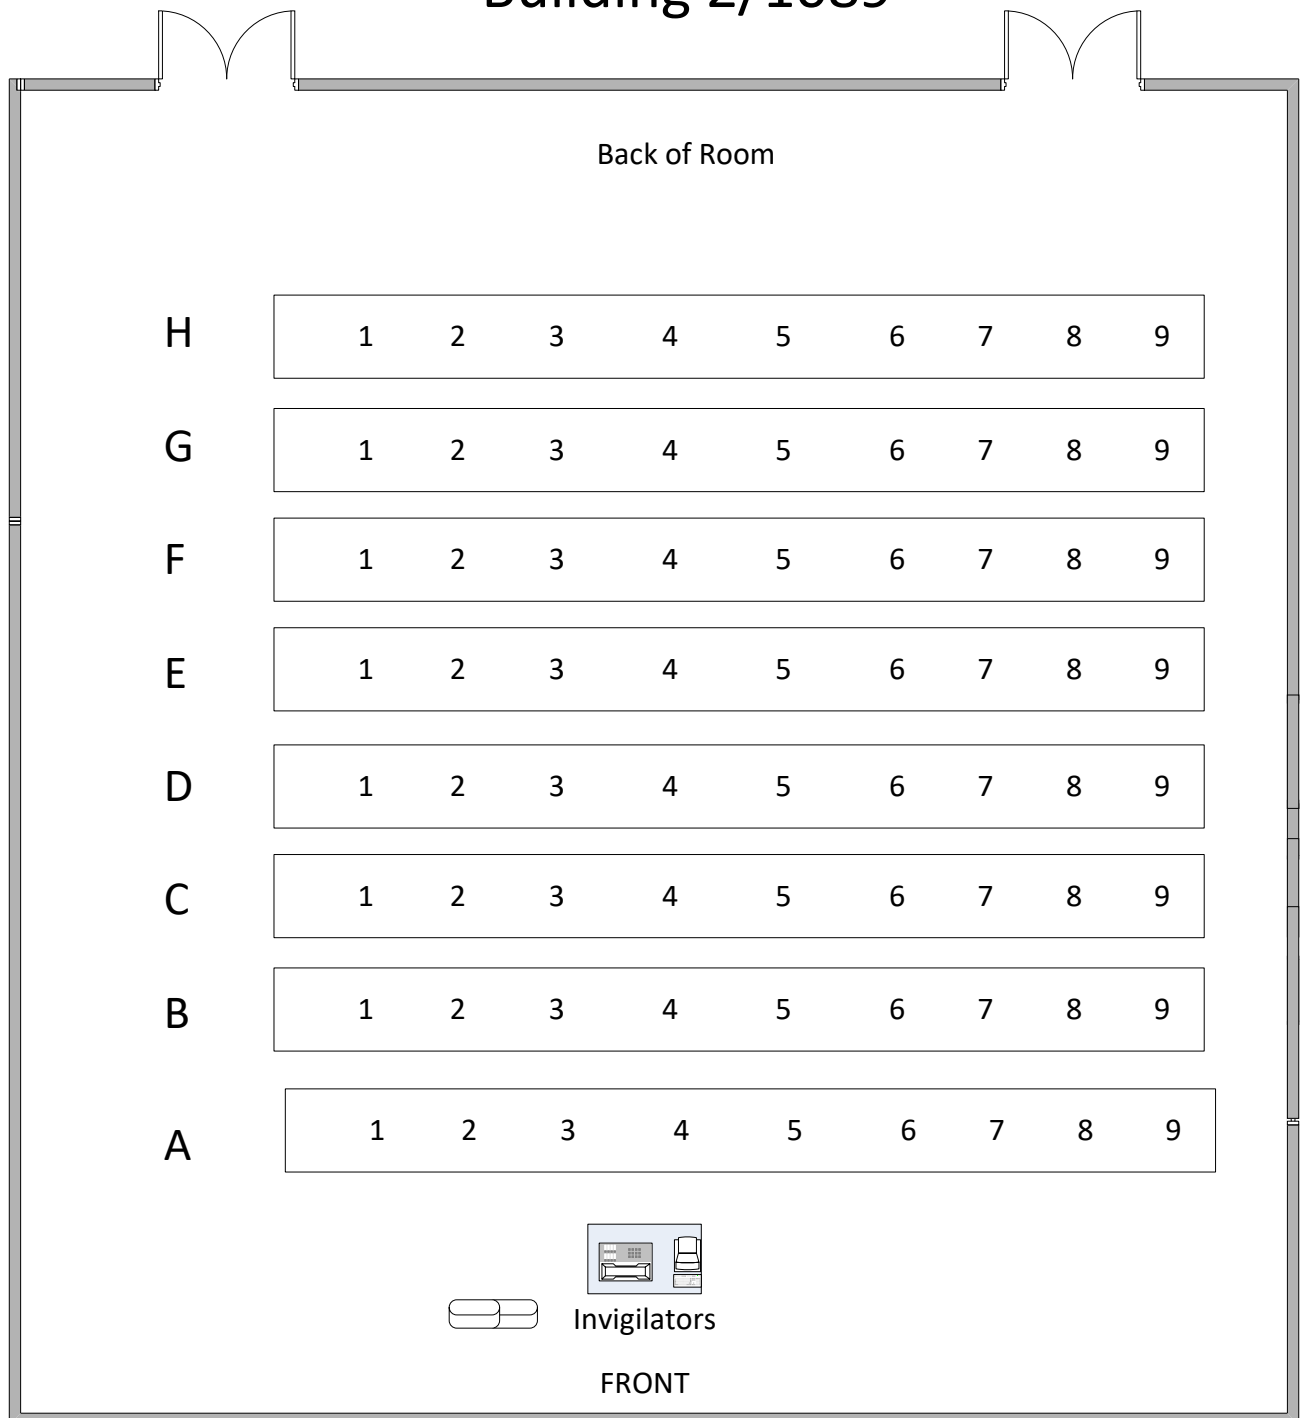 Building 2/1089
Back of Room
H 1 2 3 4 5 6 7 8 9
G 1 2 3 4 5 6 7 8 9
F 1 2 3 4 5 6 7 8 9
E 1 2 3 4 5 6 7 8 9
D 1 2 3 4 5 6 7 8 9
C 1 2 3 4 5 6 7 8 9
B 1 2 3 4 5 6 7 8 9
A 1 2 3 4 5 6 7 8 9
Invigilators
FRONT